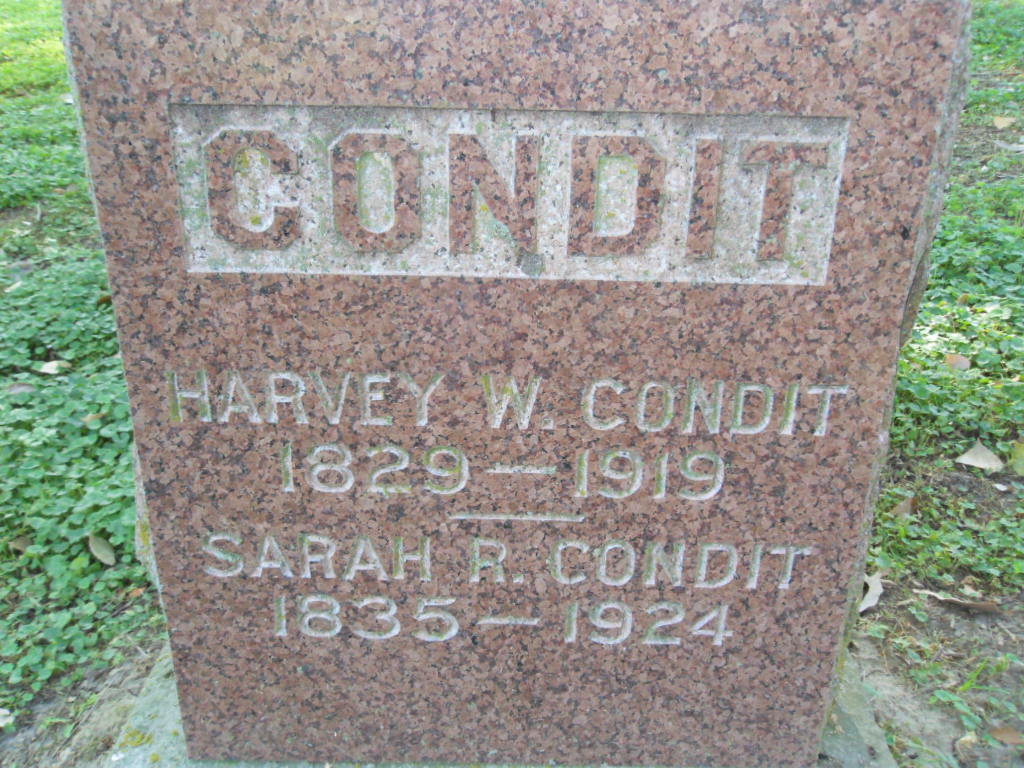 CONDIT
HARVEY W. CONDIT
1829 — 1919
SARAH R. CONDIT
1835 — 1924